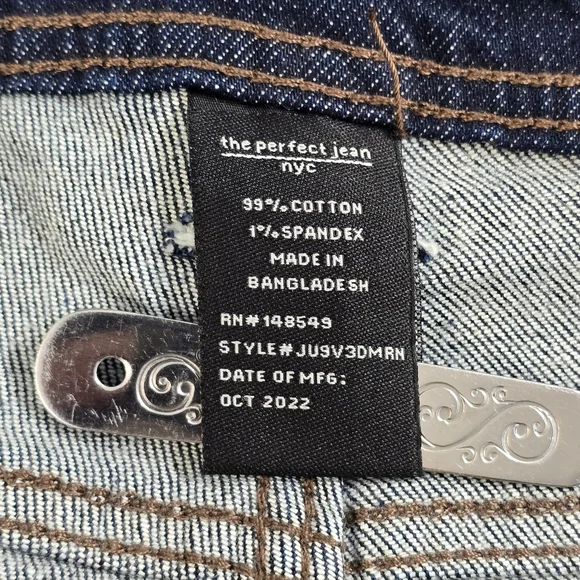 the perfect jean
nyc
99% COTTON
1% SPANDEX
MADE IN
BANGLADESH
RN#148549
STYLE#JU9V3DMRN
DATE OF MFG:
OCT 2022